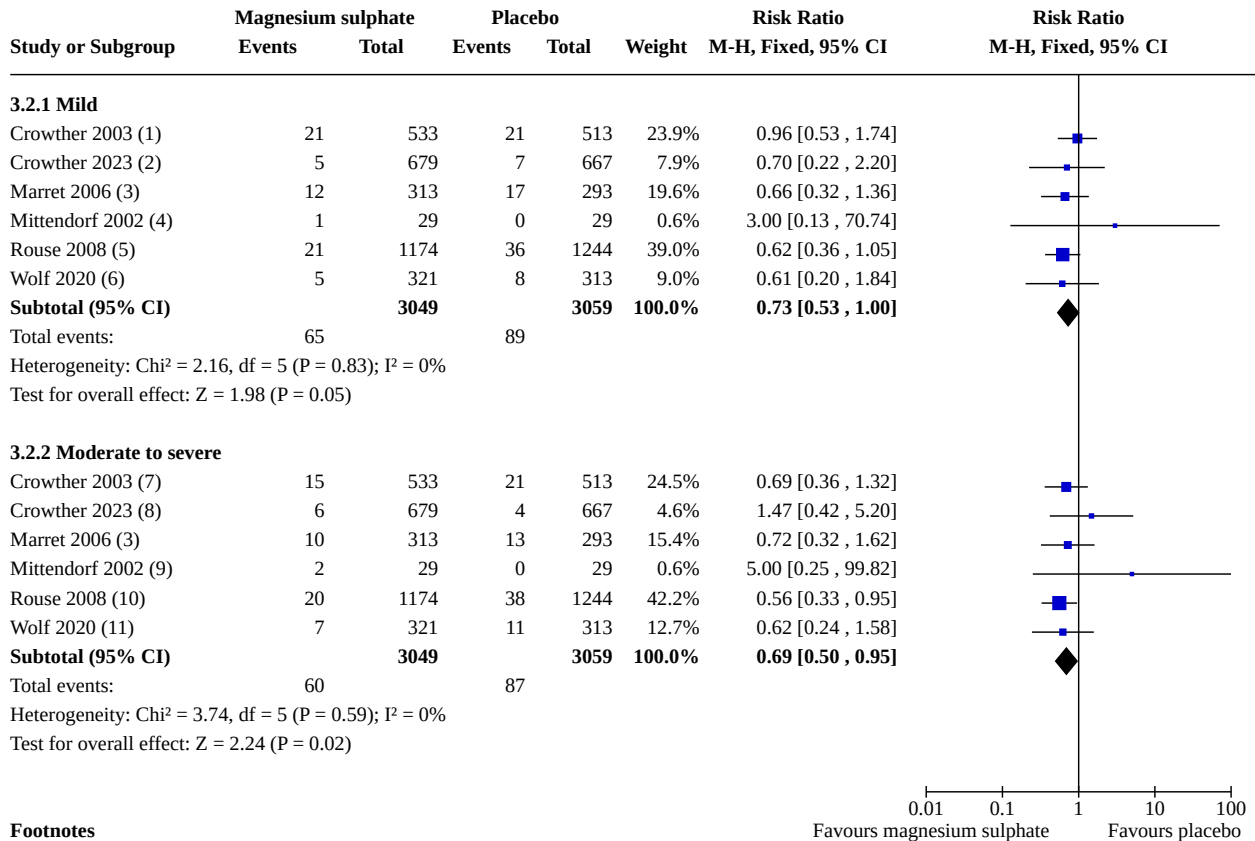 Magnesium sulphate Placebo Risk Ratio Risk Ratio
Study or Subgroup Events Total Events Total Weight M-H, Fixed, 95% CI M-H, Fixed, 95% CI
3.2.1 Mild
Crowther 2003 (1) 21 533 21 513 23.9% 0.96 [0.53 , 1.74]
Crowther 2023 (2) 5 679 7 667 7.9% 0.70 [0.22 , 2.20]
Marret 2006 (3) 12 313 17 293 19.6% 0.66 [0.32 , 1.36]
Mittendorf 2002 (4) 1 29 0 29 0.6% 3.00 [0.13 , 70.74]
Rouse 2008 (5) 21 1174 36 1244 39.0% 0.62 [0.36 , 1.05]
Wolf 2020 (6) 5 321 8 313 9.0% 0.61 [0.20 , 1.84]
Subtotal (95% CI) 3049 3059 100.0% 0.73 [0.53 , 1.00]
Total events: 65 89
Heterogeneity: Chi² = 2.16, df = 5 (P = 0.83); I² = 0%
Test for overall effect: Z = 1.98 (P = 0.05)
3.2.2 Moderate to severe
Crowther 2003 (7) 15 533 21 513 24.5% 0.69 [0.36 , 1.32]
Crowther 2023 (8) 6 679 4 667 4.6% 1.47 [0.42 , 5.20]
Marret 2006 (3) 10 313 13 293 15.4% 0.72 [0.32 , 1.62]
Mittendorf 2002 (9) 2 29 0 29 0.6% 5.00 [0.25 , 99.82]
Rouse 2008 (10) 20 1174 38 1244 42.2% 0.56 [0.33 , 0.95]
Wolf 2020 (11) 7 321 11 313 12.7% 0.62 [0.24 , 1.58]
Subtotal (95% CI) 3049 3059 100.0% 0.69 [0.50 , 0.95]
Total events: 60 87
Heterogeneity: Chi² = 3.74, df = 5 (P = 0.59); I² = 0%
Test for overall effect: Z = 2.24 (P = 0.02)
0.01 0.1 1 10 100
Footnotes Favours magnesium sulphate Favours placebo